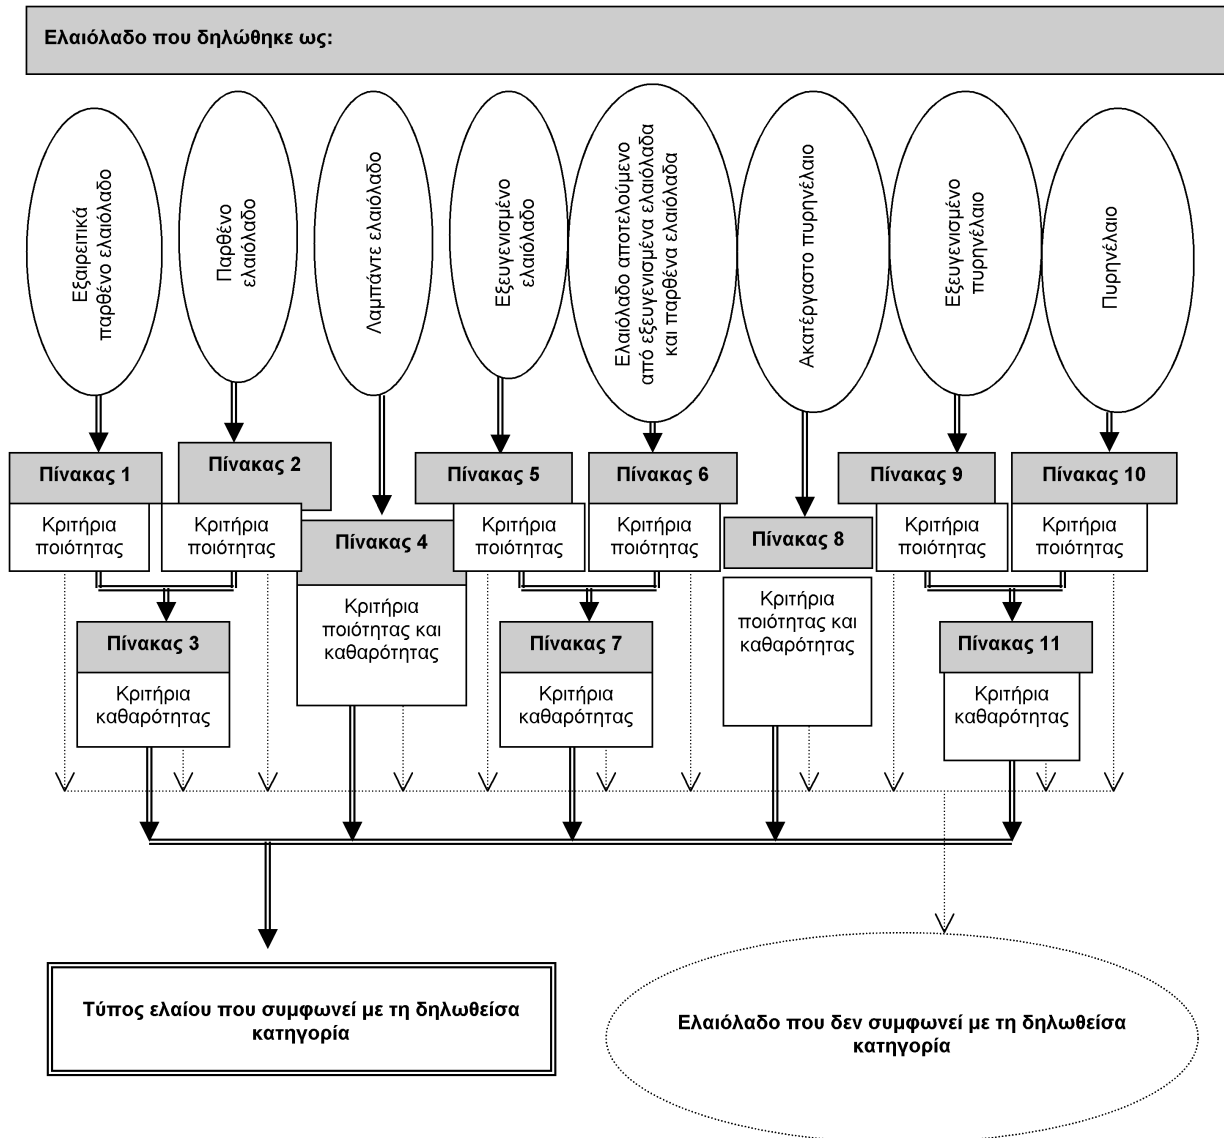 Ελαιόλαδο που δηλώθηκε ως:
Εξαιρετικά
παρθένο ελαιόλαδο
Παρθένο
ελαιόλαδο
Λαμπάντε ελαιόλαδο
Εξευγενισμένο
ελαιόλαδο
Ελαιόλαδο αποτελούμενο
από εξευγενισμένα ελαιόλαδα
και παρθένα ελαιόλαδα
Ακατέργαστο πυρηνέλαιο
Εξευγενισμένο
πυρηνέλαιο
Πυρηνέλαιο
Πίνακας 1
Κριτήρια
ποιότητας
Πίνακας 2
Κριτήρια
ποιότητας
Πίνακας 4
Κριτήρια
ποιότητας και
καθαρότητας
Πίνακας 5
Κριτήρια
ποιότητας
Πίνακας 6
Κριτήρια
ποιότητας
Πίνακας 8
Κριτήρια
ποιότητας και
καθαρότητας
Πίνακας 9
Κριτήρια
ποιότητας
Πίνακας 10
Κριτήρια
ποιότητας
Πίνακας 3
Κριτήρια
καθαρότητας
Πίνακας 7
Κριτήρια
καθαρότητας
Πίνακας 11
Κριτήρια
καθαρότητας
Τύπος ελαίου που συμφωνεί με τη δηλωθείσα
κατηγορία
Ελαιόλαδο που δεν συμφωνεί με τη δηλωθείσα
κατηγορία